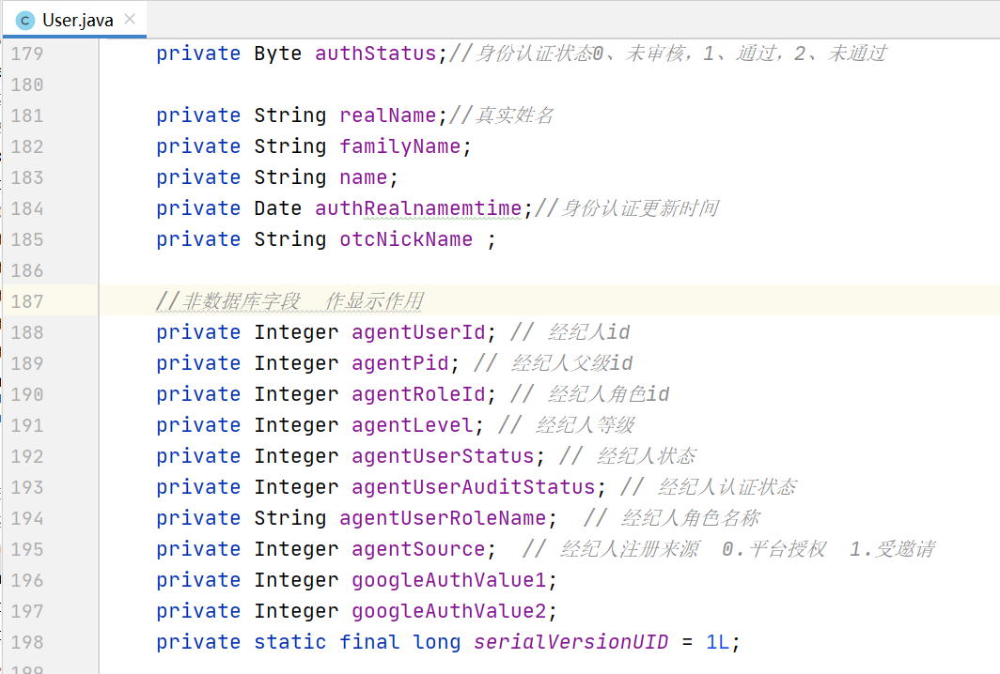 C User.java ×
179 private Byte authStatus;//身份认证状态0、未审核，1、通过，2、未通过
180
181 private String realName;//真实姓名
182 private String familyName;
183 private String name;
184 private Date authRealnamemtime;//身份认证更新时间
185 private String otcNickName ;
186
187 //非数据库字段  作显示作用
188 private Integer agentUserId; // 经纪人id
189 private Integer agentPid; // 经纪人父级id
190 private Integer agentRoleId; // 经纪人角色id
191 private Integer agentLevel; // 经纪人等级
192 private Integer agentUserStatus; // 经纪人状态
193 private Integer agentUserAuditStatus; // 经纪人认证状态
194 private String agentUserRoleName;  // 经纪人角色名称
195 private Integer agentSource;  // 经纪人注册来源  0.平台授权  1.受邀请
196 private Integer googleAuthValue1;
197 private Integer googleAuthValue2;
198 private static final long serialVersionUID = 1L;
199